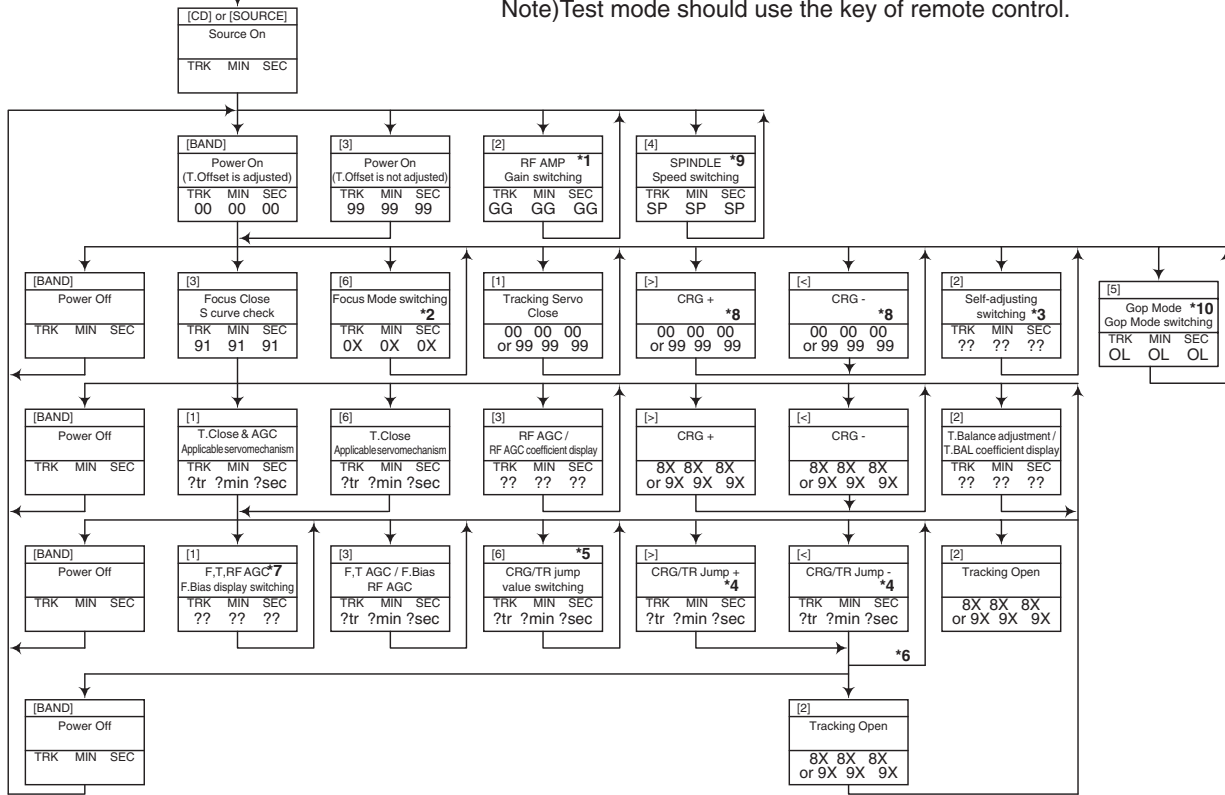 Note)Test mode should use the key of remote control.
[CD] or [SOURCE]
Source On
TRK MIN SEC
[BAND]
Power On
(T.Offset is adjusted)
TRK MIN SEC
00 00 00
[3]
Power On
(T.Offset is not adjusted)
TRK MIN SEC
99 99 99
[2]
RF AMP *1
Gain switching
TRK MIN SEC
GG GG GG
[4]
SPINDLE *9
Speed switching
TRK MIN SEC
SP SP SP
[BAND]
Power Off
TRK MIN SEC
[3]
Focus Close
S curve check
TRK MIN SEC
91 91 91
[6]
Focus Mode switching
*2
TRK MIN SEC
0X 0X 0X
[1]
Tracking Servo
Close
00 00 00
or 99 99 99
[>]
CRG +
*8
00 00 00
or 99 99 99
[<]
CRG -
*8
00 00 00
or 99 99 99
[2]
Self-adjusting
switching *3
TRK MIN SEC
?? ?? ??
[5]
Gop Mode *10
Gop Mode switching
TRK MIN SEC
OL OL OL
[BAND]
Power Off
TRK MIN SEC
[1]
T.Close & AGC
Applicable servomechanism
TRK MIN SEC
?tr ?min ?sec
[6]
T.Close
Applicable servomechanism
TRK MIN SEC
?tr ?min ?sec
[3]
RF AGC /
RF AGC coefficient display
TRK MIN SEC
?? ?? ??
[>]
CRG +
8X 8X 8X
or 9X 9X 9X
[<]
CRG -
8X 8X 8X
or 9X 9X 9X
[2]
T.Balance adjustment /
T.BAL coefficient display
TRK MIN SEC
?? ?? ??
[BAND]
Power Off
TRK MIN SEC
[1]
F,T,RF AGC *7
F.Bias display switching
TRK MIN SEC
?? ?? ??
[3]
F,T AGC / F.Bias
RF AGC
TRK MIN SEC
?tr ?min ?sec
[6] *5
CRG/TR jump
value switching
TRK MIN SEC
?tr ?min ?sec
[>]
CRG/TR Jump +
*4
TRK MIN SEC
?tr ?min ?sec
[<]
CRG/TR Jump -
*4
TRK MIN SEC
?tr ?min ?sec
[2]
Tracking Open
8X 8X 8X
or 9X 9X 9X
*6
[BAND]
Power Off
TRK MIN SEC
[2]
Tracking Open
8X 8X 8X
or 9X 9X 9X